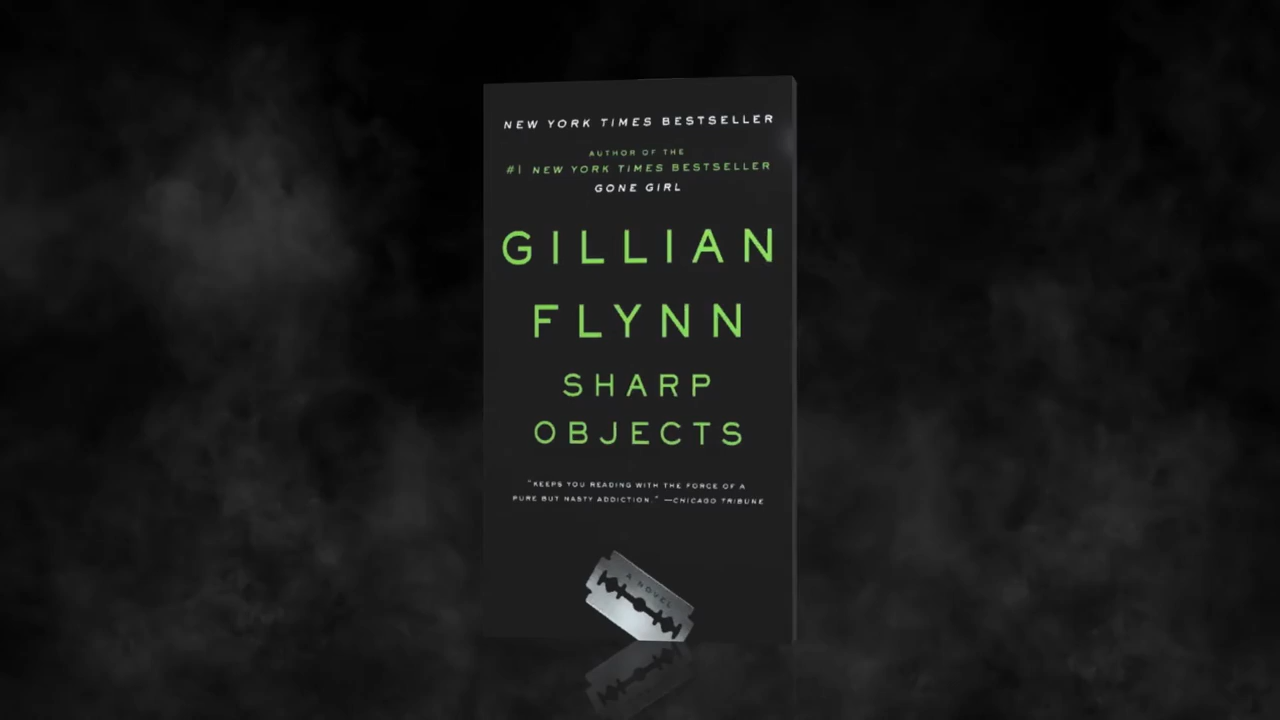 NEW YORK TIMES BESTSELLER
AUTHOR OF THE
#1 NEW YORK TIMES BESTSELLER
GONE GIRL
GILLIAN
FLYNN
SHARP
OBJECTS
"KEEPS YOU READING WITH THE FORCE OF A
PURE BUT NASTY ADDICTION." —CHICAGO TRIBUNE
A NOVEL